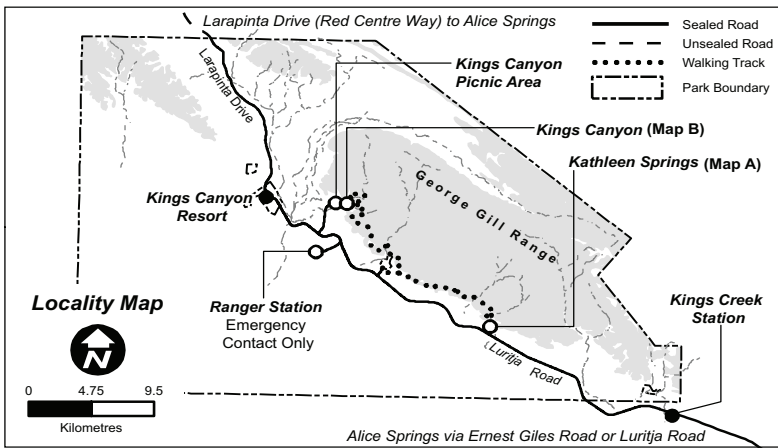 Larapinta Drive (Red Centre Way) to Alice Springs
Sealed Road
Unsealed Road
Walking Track
Park Boundary
Larapinta Drive
Kings Canyon
Picnic Area
Kings Canyon (Map B)
Kathleen Springs (Map A)
George Gill Range
Kings Canyon
Resort
Ranger Station
Emergency
Contact Only
Kings Creek
Station
Luritja Road
Locality Map
N
0 4.75 9.5
Kilometres
Alice Springs via Ernest Giles Road or Luritja Road